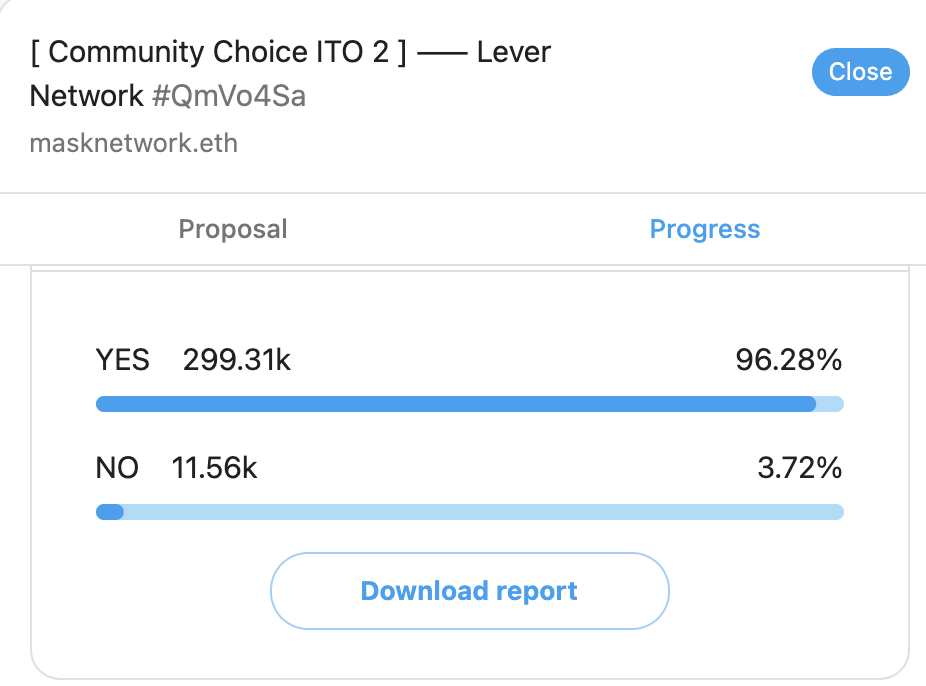 [ Community Choice ITO 2 ] —— Lever
Network #QmVo4Sa
Close
masknetwork.eth
Proposal Progress
YES 299.31k 96.28%
NO 11.56k 3.72%
Download report